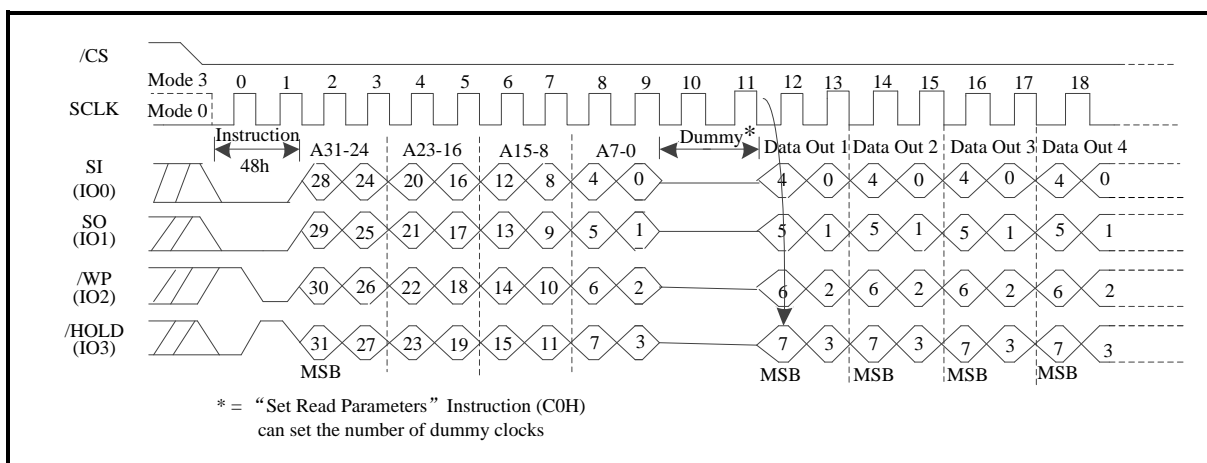 /CS
Mode 3 0 1 2 3 4 5 6 7 8 9 10 11 12 13 14 15 16 17 18
SCLK Mode 0
Instruction Dummy*
A31-24 A23-16 A15-8 A7-0 Data Out 1 Data Out 2 Data Out 3 Data Out 4
48h
SI
(IO0) 28 24 20 16 12 8 4 0 4 0 4 0 4 0 4 0
SO
(IO1) 29 25 21 17 13 9 5 1 5 1 5 1 5 1 5 1
/WP
(IO2) 30 26 22 18 14 10 6 2 6 2 6 2 6 2 6 2
/HOLD
(IO3) 31 27 23 19 15 11 7 3 7 3 7 3 7 3 7 3
MSB MSB MSB MSB MSB
* = “Set Read Parameters” Instruction (C0H)
can set the number of dummy clocks